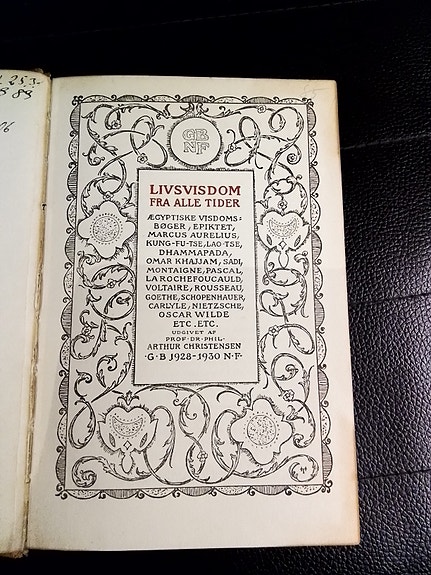 253-
GB
NF
LIVSVISDOM
FRA ALLE TIDER
ÆGYPTISKE VISDOMS=
BØGER, EPIKTET,
MARCUS AURELIUS,
KUNG-FU-TSE, LAO-TSE,
DHAMMAPADA,
OMAR KHAJJAM, SADI,
MONTAIGNE, PASCAL,
LA ROCHEFOUCAULD,
VOLTAIRE, ROUSSEAU,
GOETHE, SCHOPENHAUER,
CARLYLE, NIETZSCHE,
OSCAR WILDE
ETC. ETC.
UDGIVET AF
PROF· DR· PHIL·
ARTHUR CHRISTENSEN
·G·B 1928-1930 N·F·